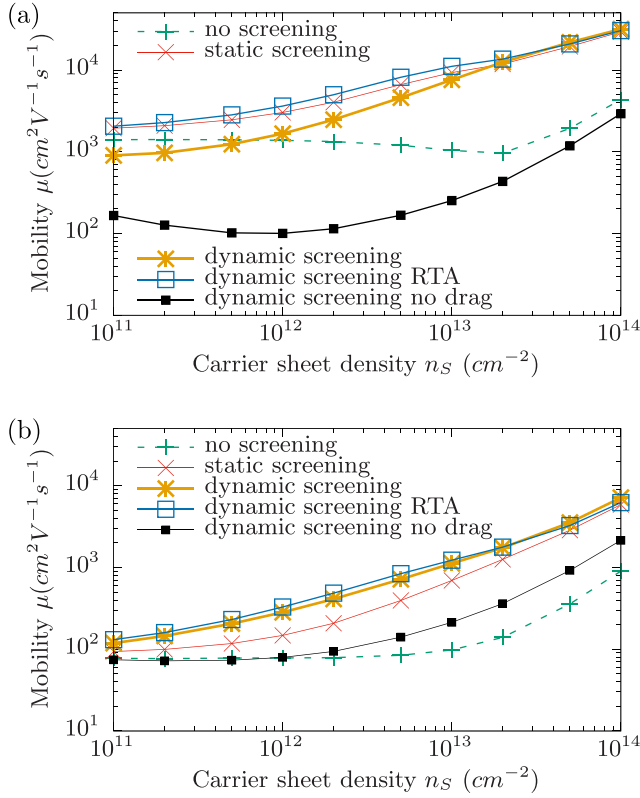 (a)
no screening
static screening
dynamic screening
dynamic screening RTA
dynamic screening no drag
Mobility μ(cm²V⁻¹s⁻¹)
10⁴
10³
10²
10¹
10¹¹ 10¹² 10¹³ 10¹⁴
Carrier sheet density n_S (cm⁻²)
(b)
no screening
static screening
dynamic screening
dynamic screening RTA
dynamic screening no drag
Mobility μ(cm²V⁻¹s⁻¹)
10⁴
10³
10²
10¹
10¹¹ 10¹² 10¹³ 10¹⁴
Carrier sheet density n_S (cm⁻²)